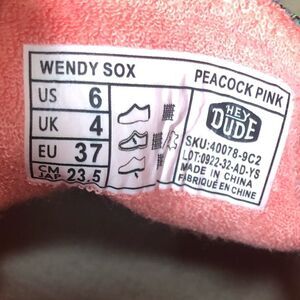 WENDY SOX
PEACOCK PINK
US 6
UK 4
EU 37
CM
JAP 23.5
HEY
DUDE
SKU:40078-9C2
LOT:0922-32-AD-YS
MADE IN CHINA
FABRIQUÉ EN CHINE